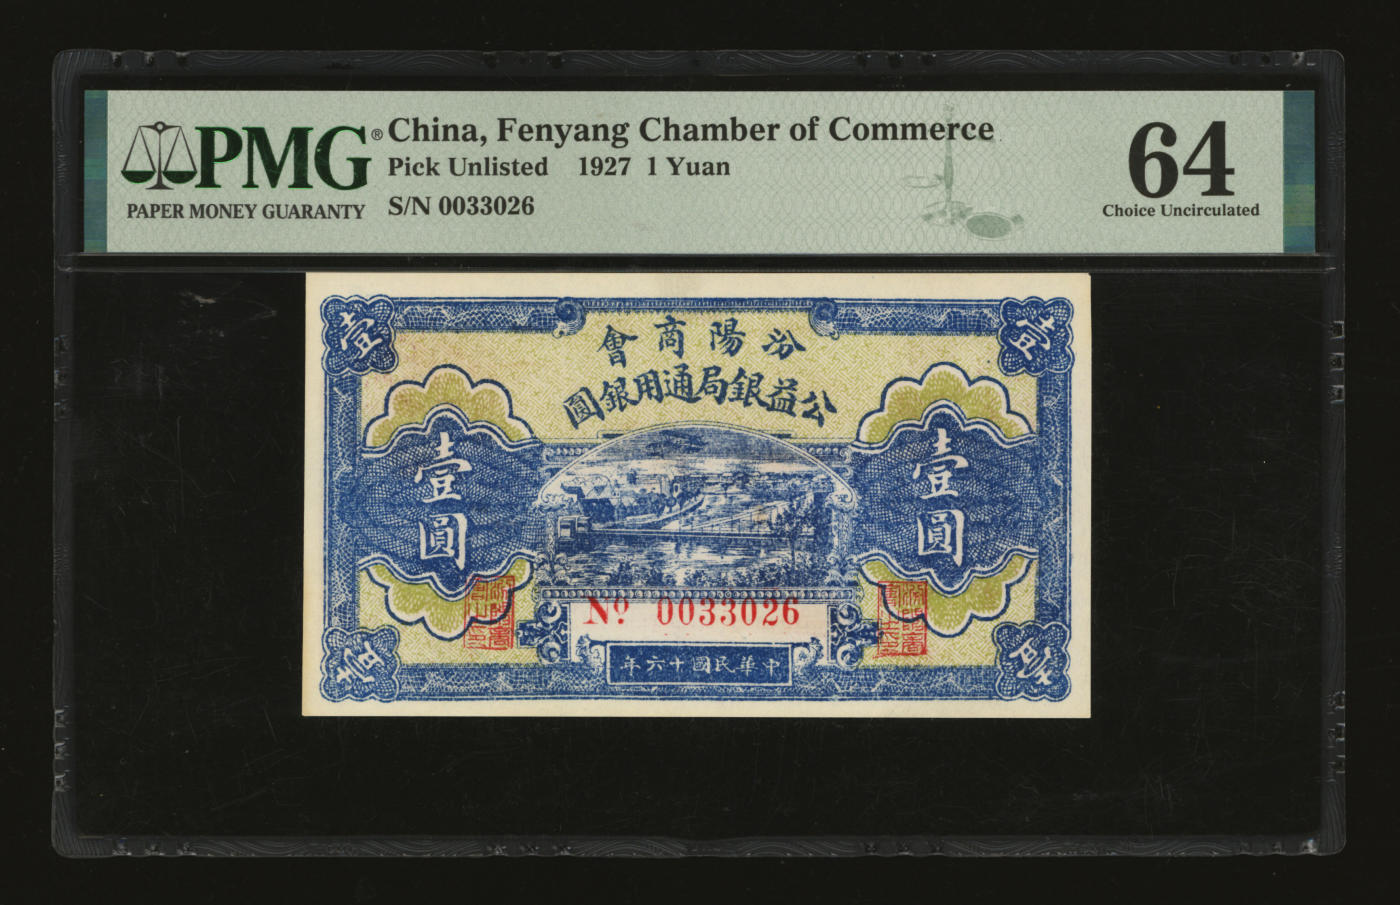 PMG®
PAPER MONEY GUARANTY
China, Fenyang Chamber of Commerce
Pick Unlisted 1927 1 Yuan
S/N 0033026
64
Choice Uncirculated
壹
壹
汾陽商會
公益銀局通用銀圓
壹圓
壹圓
No. 0033026
中華民國十六年
壹
壹